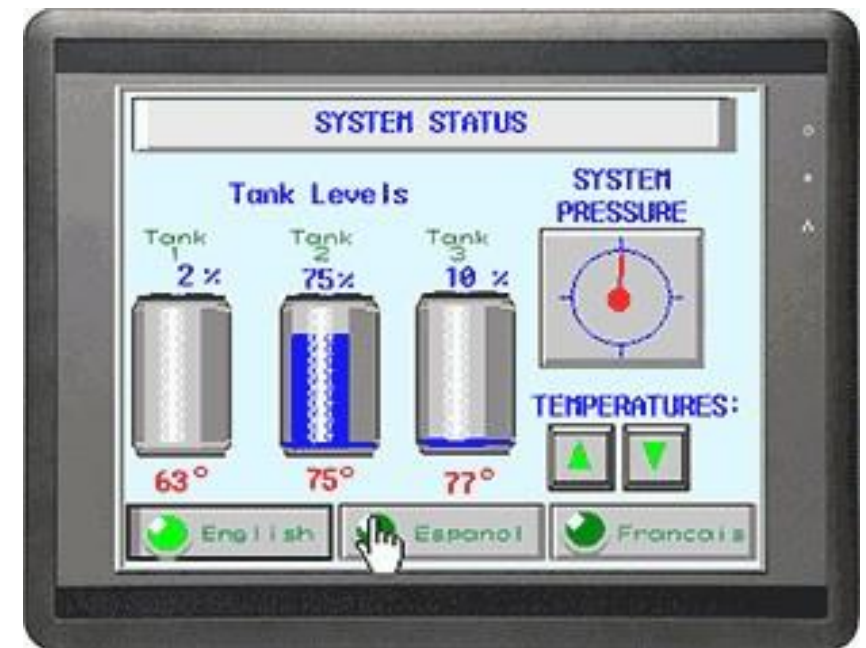 SYSTEM STATUS
Tank Levels
SYSTEM
PRESSURE
Tank
1
Tank
2
Tank
3
2 %
75%
10 %
TEMPERATURES:
63°
75°
77°
English
Espanol
Francais